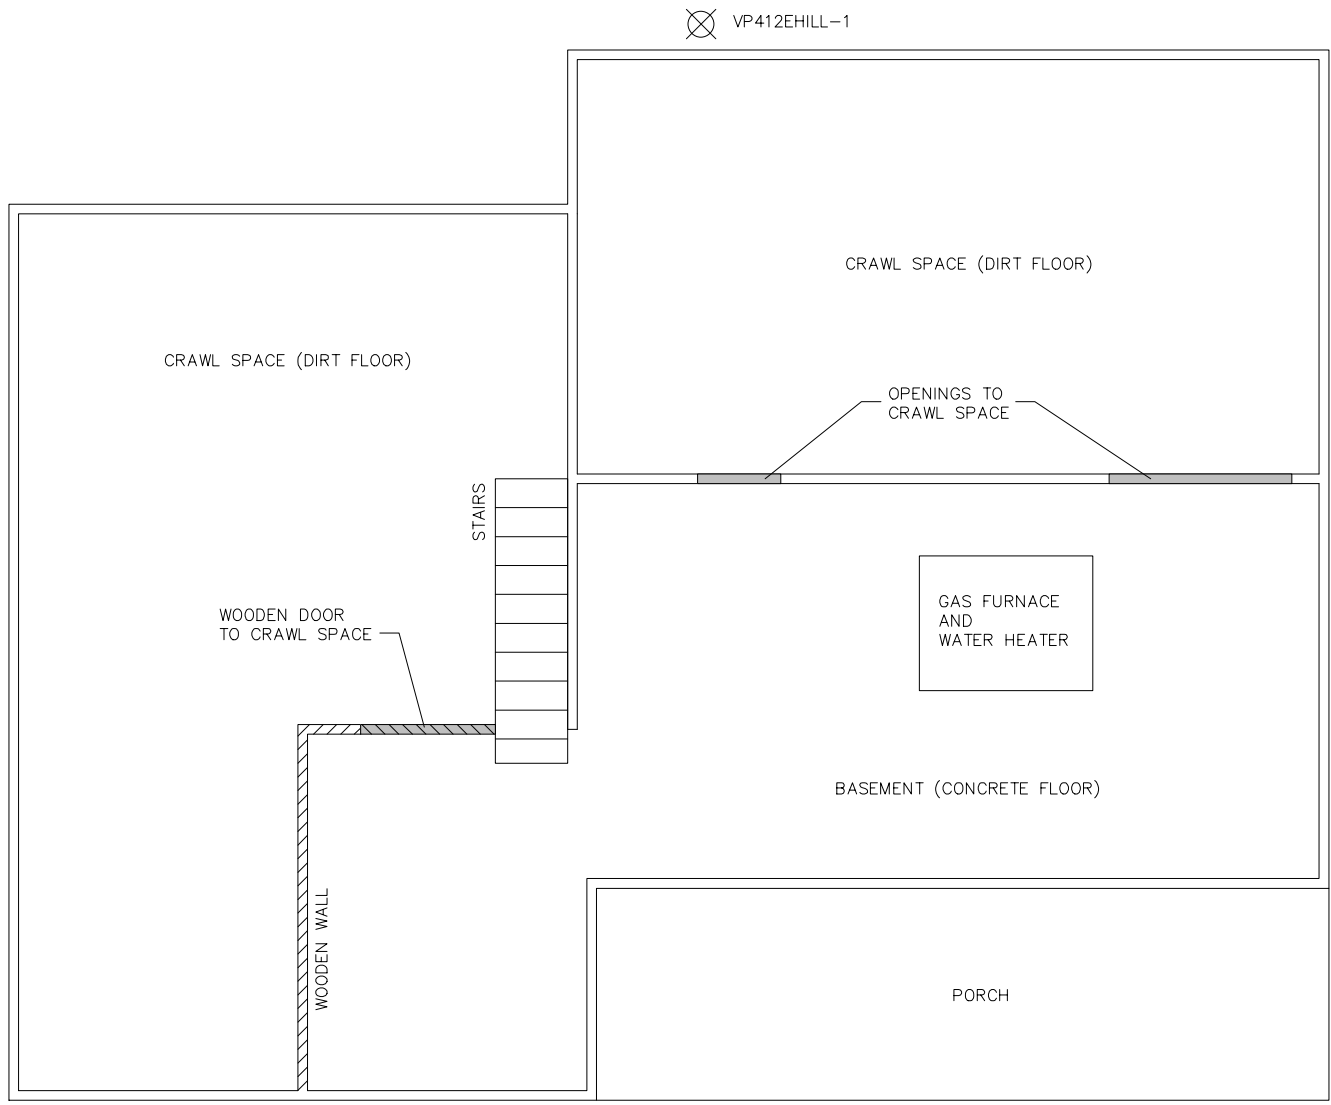 VP412EHILL-1
CRAWL SPACE (DIRT FLOOR)
CRAWL SPACE (DIRT FLOOR)
OPENINGS TO
CRAWL SPACE
STAIRS
GAS FURNACE
AND
WATER HEATER
WOODEN DOOR
TO CRAWL SPACE
BASEMENT (CONCRETE FLOOR)
WOODEN WALL
PORCH